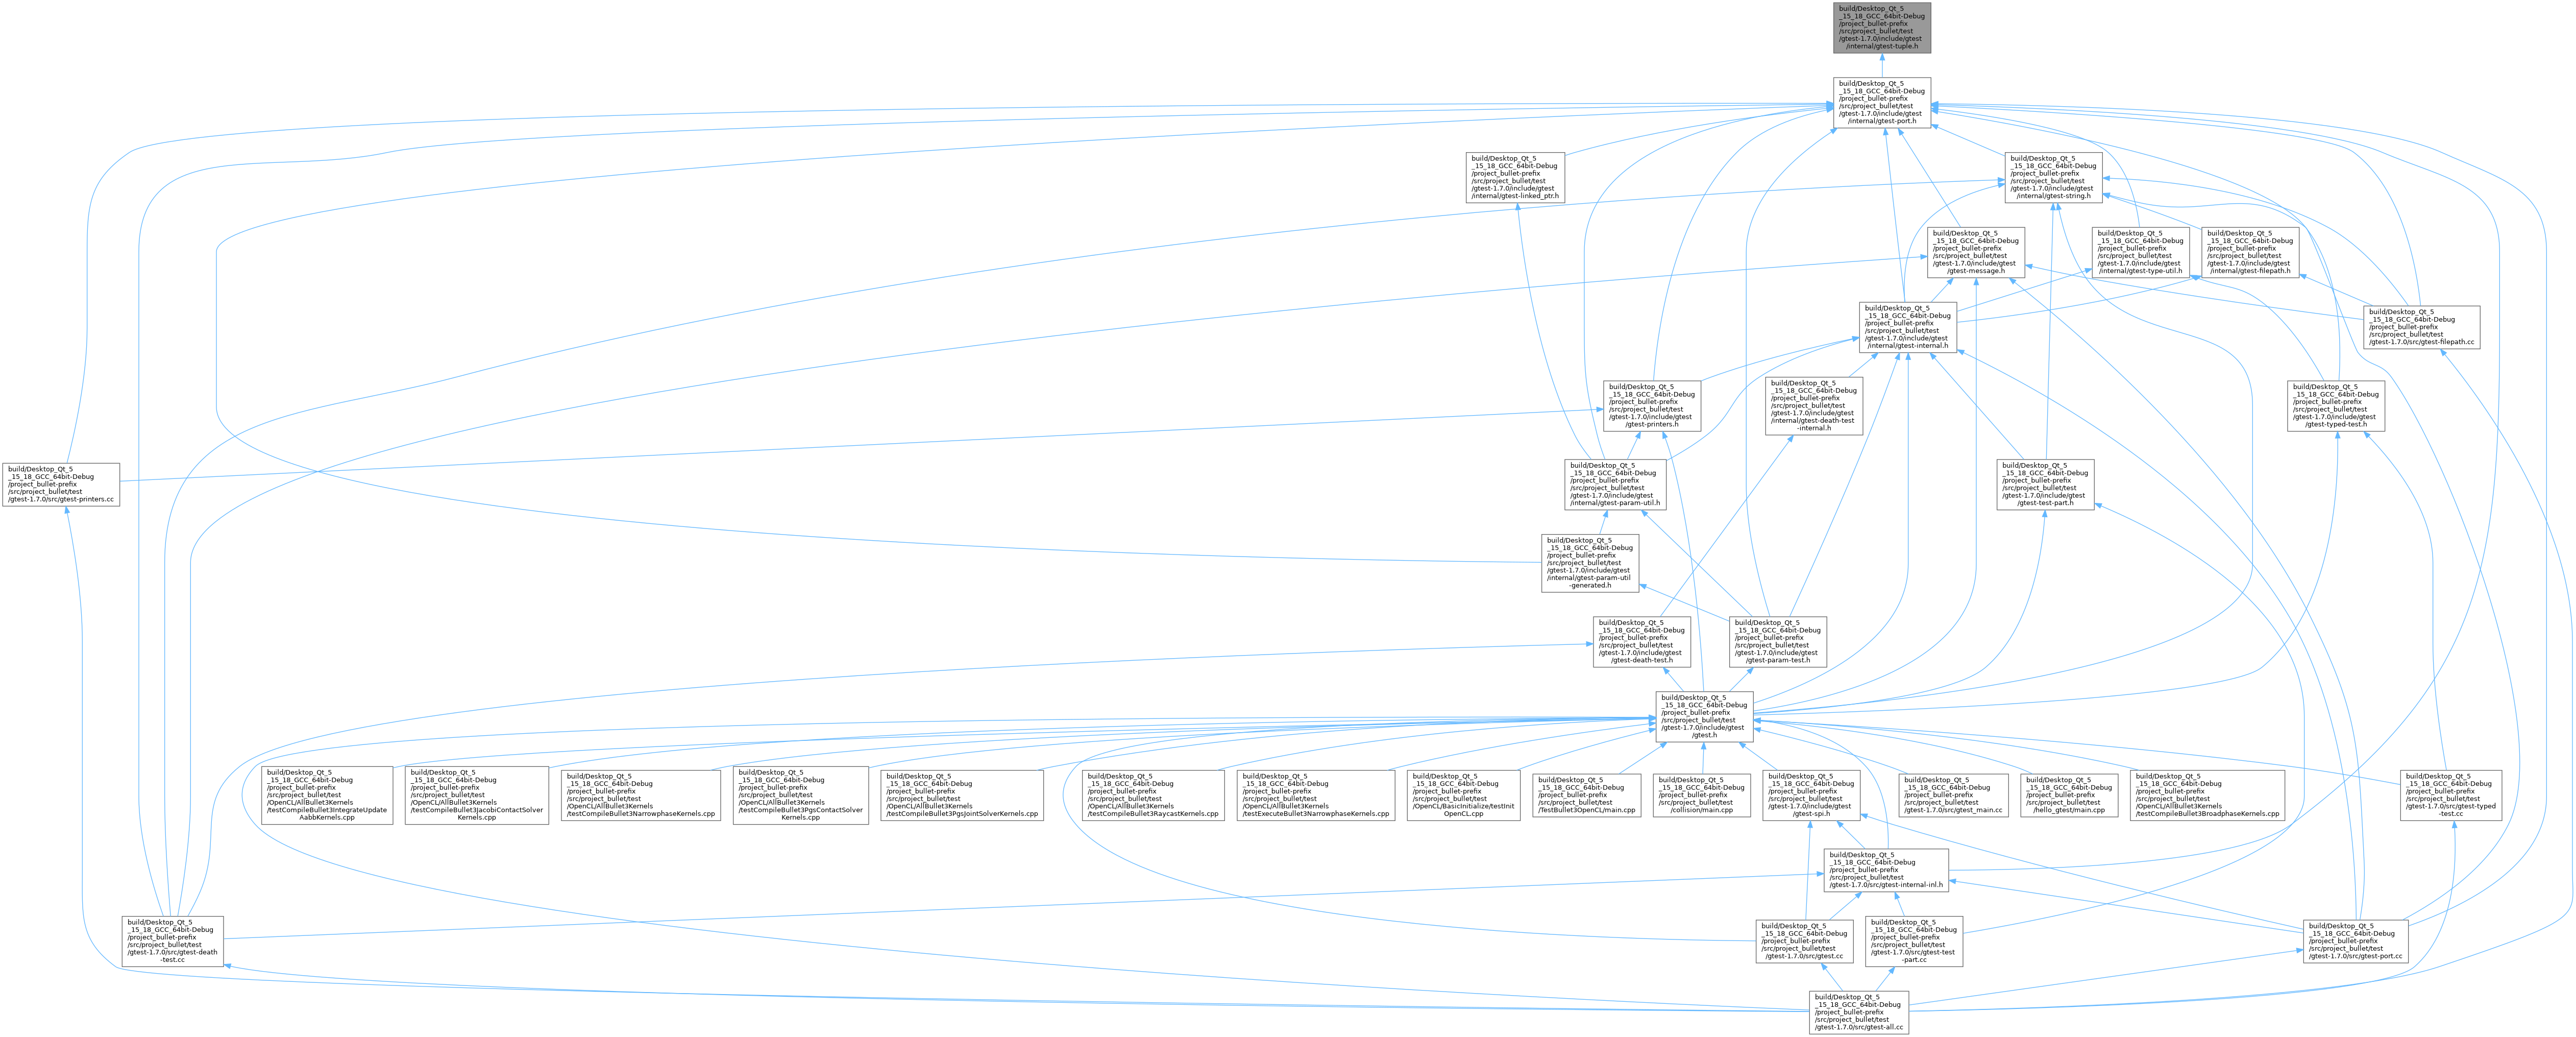 build/Desktop_Qt_5
_15_18_GCC_64bit-Debug
/project_bullet-prefix
/src/project_bullet/test
/gtest-1.7.0/include/gtest
/internal/gtest-tuple.h
build/Desktop_Qt_5
_15_18_GCC_64bit-Debug
/project_bullet-prefix
/src/project_bullet/test
/gtest-1.7.0/include/gtest
/internal/gtest-port.h
build/Desktop_Qt_5
_15_18_GCC_64bit-Debug
/project_bullet-prefix
/src/project_bullet/test
/gtest-1.7.0/include/gtest
/internal/gtest-linked_ptr.h
build/Desktop_Qt_5
_15_18_GCC_64bit-Debug
/project_bullet-prefix
/src/project_bullet/test
/gtest-1.7.0/include/gtest
/internal/gtest-string.h
build/Desktop_Qt_5
_15_18_GCC_64bit-Debug
/project_bullet-prefix
/src/project_bullet/test
/gtest-1.7.0/include/gtest
/gtest-message.h
build/Desktop_Qt_5
_15_18_GCC_64bit-Debug
/project_bullet-prefix
/src/project_bullet/test
/gtest-1.7.0/include/gtest
/internal/gtest-type-util.h
build/Desktop_Qt_5
_15_18_GCC_64bit-Debug
/project_bullet-prefix
/src/project_bullet/test
/gtest-1.7.0/include/gtest
/internal/gtest-filepath.h
build/Desktop_Qt_5
_15_18_GCC_64bit-Debug
/project_bullet-prefix
/src/project_bullet/test
/gtest-1.7.0/include/gtest
/internal/gtest-internal.h
build/Desktop_Qt_5
_15_18_GCC_64bit-Debug
/project_bullet-prefix
/src/project_bullet/test
/gtest-1.7.0/src/gtest-filepath.cc
build/Desktop_Qt_5
_15_18_GCC_64bit-Debug
/project_bullet-prefix
/src/project_bullet/test
/gtest-1.7.0/include/gtest
/gtest-printers.h
build/Desktop_Qt_5
_15_18_GCC_64bit-Debug
/project_bullet-prefix
/src/project_bullet/test
/gtest-1.7.0/include/gtest
/internal/gtest-death-test
-internal.h
build/Desktop_Qt_5
_15_18_GCC_64bit-Debug
/project_bullet-prefix
/src/project_bullet/test
/gtest-1.7.0/include/gtest
/gtest-typed-test.h
build/Desktop_Qt_5
_15_18_GCC_64bit-Debug
/project_bullet-prefix
/src/project_bullet/test
/gtest-1.7.0/src/gtest-printers.cc
build/Desktop_Qt_5
_15_18_GCC_64bit-Debug
/project_bullet-prefix
/src/project_bullet/test
/gtest-1.7.0/include/gtest
/internal/gtest-param-util.h
build/Desktop_Qt_5
_15_18_GCC_64bit-Debug
/project_bullet-prefix
/src/project_bullet/test
/gtest-1.7.0/include/gtest
/gtest-test-part.h
build/Desktop_Qt_5
_15_18_GCC_64bit-Debug
/project_bullet-prefix
/src/project_bullet/test
/gtest-1.7.0/include/gtest
/internal/gtest-param-util
-generated.h
build/Desktop_Qt_5
_15_18_GCC_64bit-Debug
/project_bullet-prefix
/src/project_bullet/test
/gtest-1.7.0/include/gtest
/gtest-death-test.h
build/Desktop_Qt_5
_15_18_GCC_64bit-Debug
/project_bullet-prefix
/src/project_bullet/test
/gtest-1.7.0/include/gtest
/gtest-param-test.h
build/Desktop_Qt_5
_15_18_GCC_64bit-Debug
/project_bullet-prefix
/src/project_bullet/test
/gtest-1.7.0/include/gtest
/gtest.h
build/Desktop_Qt_5
_15_18_GCC_64bit-Debug
/project_bullet-prefix
/src/project_bullet/test
/OpenCL/AllBullet3Kernels
/testCompileBullet3IntegrateUpdate
AabbKernels.cpp
build/Desktop_Qt_5
_15_18_GCC_64bit-Debug
/project_bullet-prefix
/src/project_bullet/test
/OpenCL/AllBullet3Kernels
/testCompileBullet3JacobiContactSolver
Kernels.cpp
build/Desktop_Qt_5
_15_18_GCC_64bit-Debug
/project_bullet-prefix
/src/project_bullet/test
/OpenCL/AllBullet3Kernels
/testCompileBullet3NarrowphaseKernels.cpp
build/Desktop_Qt_5
_15_18_GCC_64bit-Debug
/project_bullet-prefix
/src/project_bullet/test
/OpenCL/AllBullet3Kernels
/testCompileBullet3PgsContactSolver
Kernels.cpp
build/Desktop_Qt_5
_15_18_GCC_64bit-Debug
/project_bullet-prefix
/src/project_bullet/test
/OpenCL/AllBullet3Kernels
/testCompileBullet3PgsJointSolverKernels.cpp
build/Desktop_Qt_5
_15_18_GCC_64bit-Debug
/project_bullet-prefix
/src/project_bullet/test
/OpenCL/AllBullet3Kernels
/testCompileBullet3RaycastKernels.cpp
build/Desktop_Qt_5
_15_18_GCC_64bit-Debug
/project_bullet-prefix
/src/project_bullet/test
/OpenCL/AllBullet3Kernels
/testExecuteBullet3NarrowphaseKernels.cpp
build/Desktop_Qt_5
_15_18_GCC_64bit-Debug
/project_bullet-prefix
/src/project_bullet/test
/OpenCL/BasicInitialize/testInit
OpenCL.cpp
build/Desktop_Qt_5
_15_18_GCC_64bit-Debug
/project_bullet-prefix
/src/project_bullet/test
/TestBullet3OpenCL/main.cpp
build/Desktop_Qt_5
_15_18_GCC_64bit-Debug
/project_bullet-prefix
/src/project_bullet/test
/collision/main.cpp
build/Desktop_Qt_5
_15_18_GCC_64bit-Debug
/project_bullet-prefix
/src/project_bullet/test
/gtest-1.7.0/include/gtest
/gtest-spi.h
build/Desktop_Qt_5
_15_18_GCC_64bit-Debug
/project_bullet-prefix
/src/project_bullet/test
/gtest-1.7.0/src/gtest_main.cc
build/Desktop_Qt_5
_15_18_GCC_64bit-Debug
/project_bullet-prefix
/src/project_bullet/test
/hello_gtest/main.cpp
build/Desktop_Qt_5
_15_18_GCC_64bit-Debug
/project_bullet-prefix
/src/project_bullet/test
/OpenCL/AllBullet3Kernels
/testCompileBullet3BroadphaseKernels.cpp
build/Desktop_Qt_5
_15_18_GCC_64bit-Debug
/project_bullet-prefix
/src/project_bullet/test
/gtest-1.7.0/src/gtest-typed
-test.cc
build/Desktop_Qt_5
_15_18_GCC_64bit-Debug
/project_bullet-prefix
/src/project_bullet/test
/gtest-1.7.0/src/gtest-internal-inl.h
build/Desktop_Qt_5
_15_18_GCC_64bit-Debug
/project_bullet-prefix
/src/project_bullet/test
/gtest-1.7.0/src/gtest-death
-test.cc
build/Desktop_Qt_5
_15_18_GCC_64bit-Debug
/project_bullet-prefix
/src/project_bullet/test
/gtest-1.7.0/src/gtest.cc
build/Desktop_Qt_5
_15_18_GCC_64bit-Debug
/project_bullet-prefix
/src/project_bullet/test
/gtest-1.7.0/src/gtest-test
-part.cc
build/Desktop_Qt_5
_15_18_GCC_64bit-Debug
/project_bullet-prefix
/src/project_bullet/test
/gtest-1.7.0/src/gtest-port.cc
build/Desktop_Qt_5
_15_18_GCC_64bit-Debug
/project_bullet-prefix
/src/project_bullet/test
/gtest-1.7.0/src/gtest-all.cc